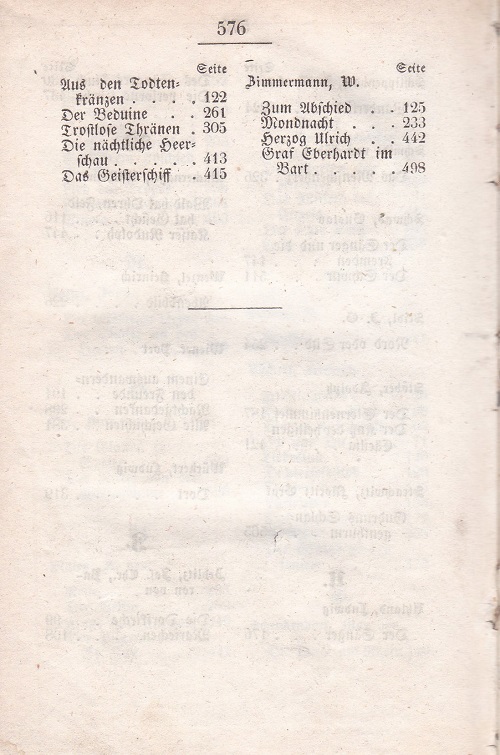 576
Seite
Aus den Todten-
kränzen . . . . . 122
Der Beduine . . 261
Trostlose Thränen . 305
Die nächtliche Heer-
schau . . . . . 413
Das Geisterschiff . 415
Seite
Zimmermann, W.
Zum Abschied . . 125
Mondnacht . . . 233
Herzog Ulrich . . 442
Graf Eberhardt im
Bart . . . . . 498